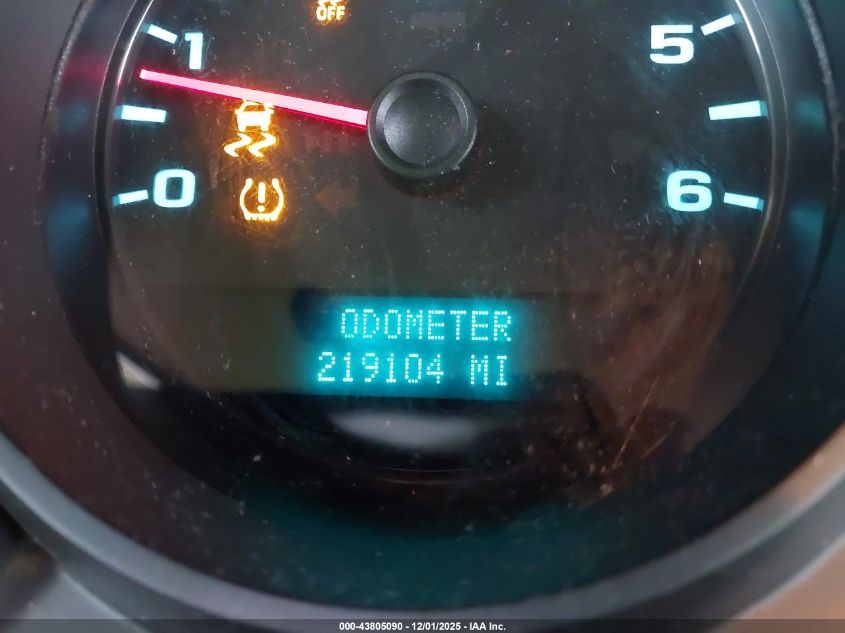 OFF
1
5
0
6
ODOMETER
219104 MI
000-43805090 - 12/01/2025 - IAA Inc.